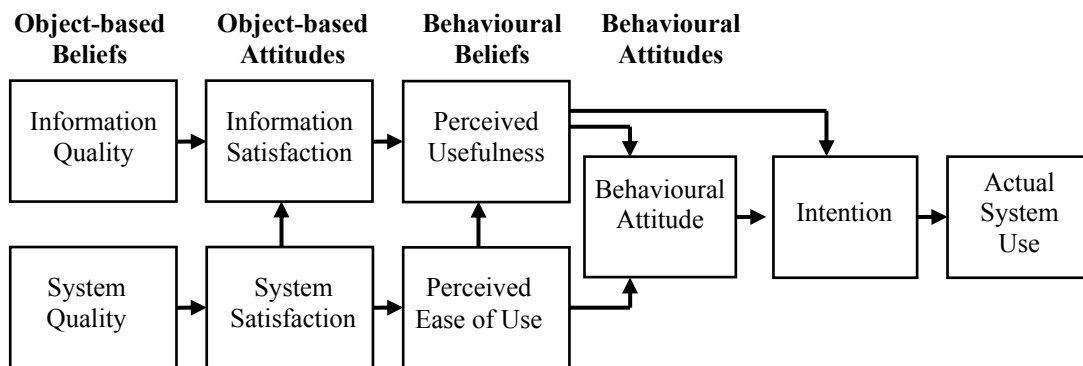 Object-based
Beliefs
Object-based
Attitudes
Behavioural
Beliefs
Behavioural
Attitudes
Information
Quality
Information
Satisfaction
Perceived
Usefulness
Behavioural
Attitude
Intention
Actual
System
Use
System
Quality
System
Satisfaction
Perceived
Ease of Use